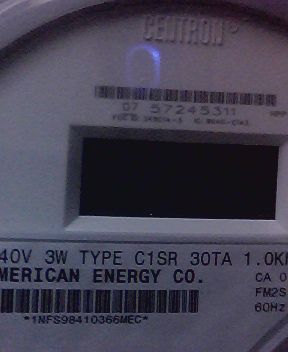 CENTRON®
07 57245311
40V 3W TYPE C1SR 30TA 1.0K
MERICAN ENERGY CO.
CA 0
FM2S
60Hz
*1NFS98410366MEC*